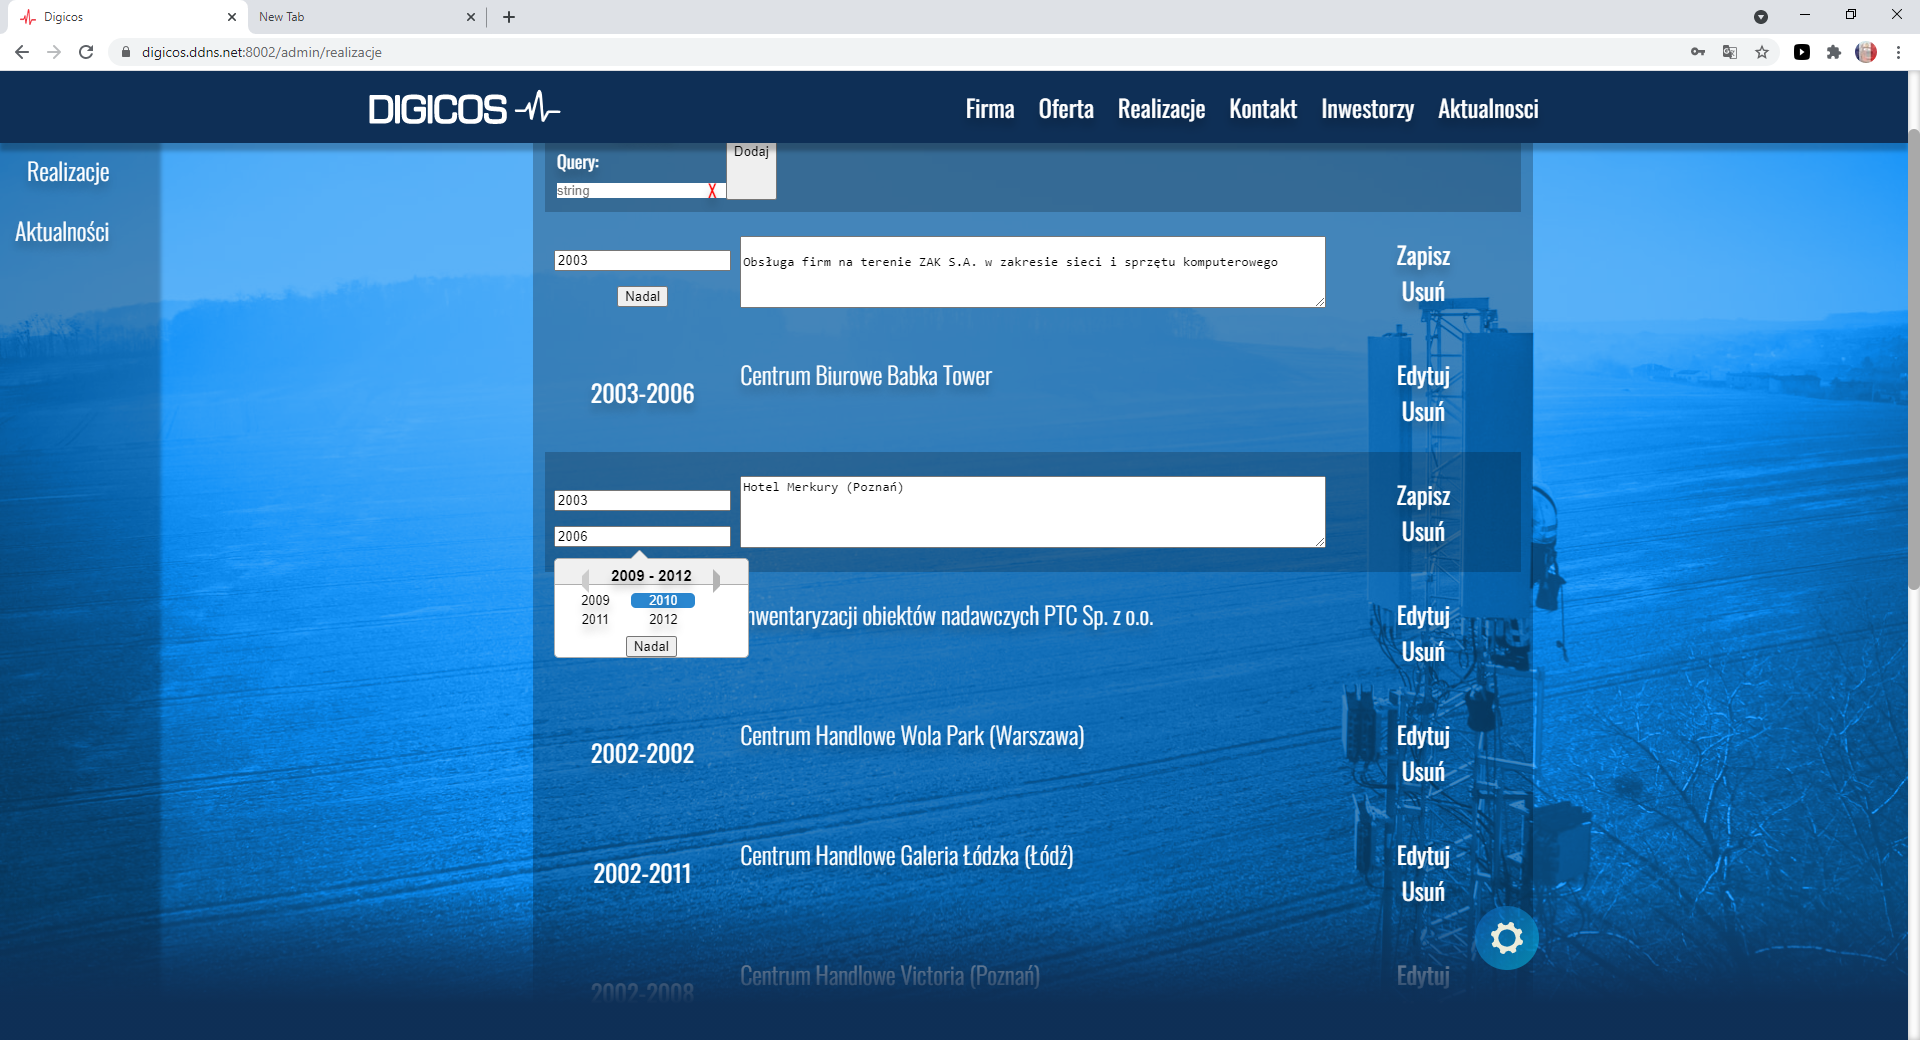 Digicos
New Tab
digicos.ddns.net:8002/admin/realizacje
DIGICOS
Firma Oferta Realizacje Kontakt Inwestorzy Aktualnosci
Realizacje
Aktualności
Query:
string
X
Dodaj
2003
Nadal
Obsługa firm na terenie ZAK S.A. w zakresie sieci i sprzętu komputerowego
Zapisz
Usuń
2003-2006
Centrum Biurowe Babka Tower
Edytuj
Usuń
2003
2006
Hotel Merkury (Poznań)
Zapisz
Usuń
2009 - 2012
2009 2010
2011 2012
Nadal
nwentaryzacji obiektów nadawczych PTC Sp. z o.o.
Edytuj
Usuń
2002-2002
Centrum Handlowe Wola Park (Warszawa)
Edytuj
Usuń
2002-2011
Centrum Handlowe Galeria Łódzka (Łódź)
Edytuj
Usuń
2002-2008
Centrum Handlowe Victoria (Poznań)
Edytuj